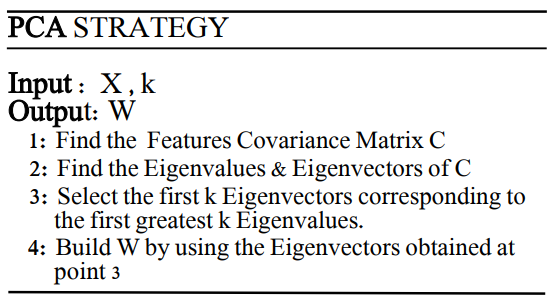 PCA STRATEGY
Input : X , k
Output: W
1: Find the Features Covariance Matrix C
2: Find the Eigenvalues & Eigenvectors of C
3: Select the first k Eigenvectors corresponding to
the first greatest k Eigenvalues.
4: Build W by using the Eigenvectors obtained at
point 3